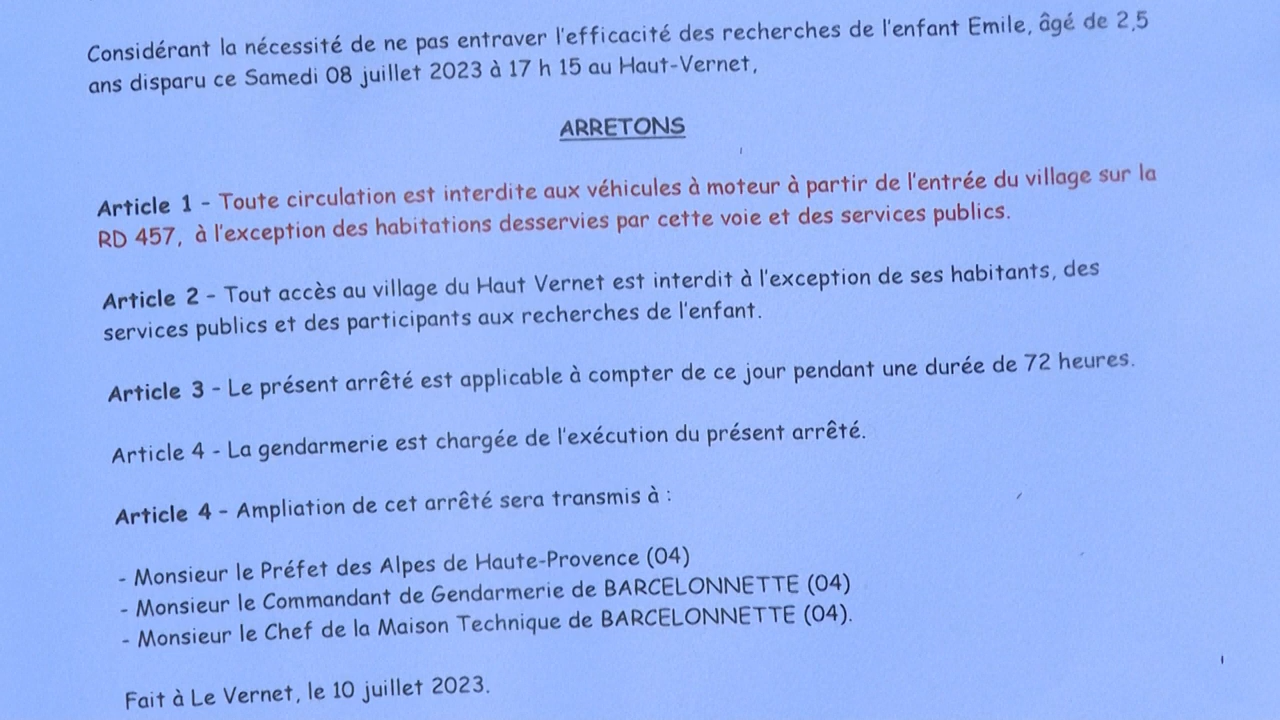 Considérant la nécessité de ne pas entraver l'efficacité des recherches de l'enfant Emile, âgé de 2,5
ans disparu ce Samedi 08 juillet 2023 à 17 h 15 au Haut-Vernet,
ARRETONS
Article 1 - Toute circulation est interdite aux véhicules à moteur à partir de l'entrée du village sur la
RD 457, à l'exception des habitations desservies par cette voie et des services publics.
Article 2 - Tout accès au village du Haut Vernet est interdit à l'exception de ses habitants, des
services publics et des participants aux recherches de l'enfant.
Article 3 - Le présent arrêté est applicable à compter de ce jour pendant une durée de 72 heures.
Article 4 - La gendarmerie est chargée de l'exécution du présent arrêté.
Article 4 - Ampliation de cet arrêté sera transmis à :
- Monsieur le Préfet des Alpes de Haute-Provence (04)
- Monsieur le Commandant de Gendarmerie de BARCELONNETTE (04)
- Monsieur le Chef de la Maison Technique de BARCELONNETTE (04).
Fait à Le Vernet, le 10 juillet 2023.